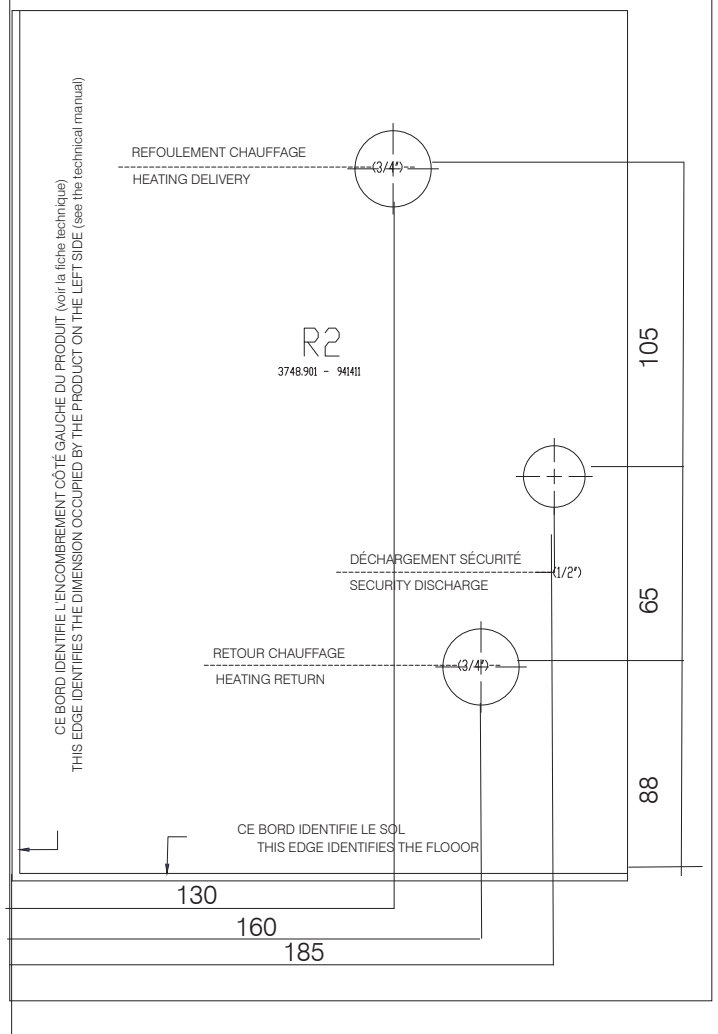 REFOULEMENT CHAUFFAGE
(3/4")
HEATING DELIVERY
CE BORD IDENTIFIE L'ENCOMBREMENT CÔTÉ GAUCHE DU PRODUIT (voir la fiche technique)
THIS EDGE IDENTIFIES THE DIMENSION OCCUPIED BY THE PRODUCT ON THE LEFT SIDE (see the technical manual)
R2
3748.901 - 941411
105
DÉCHARGEMENT SÉCURITÉ
(1/2")
SECURITY DISCHARGE
65
RETOUR CHAUFFAGE
(3/4")
HEATING RETURN
88
CE BORD IDENTIFIE LE SOL
THIS EDGE IDENTIFIES THE FLOOOR
130
160
185